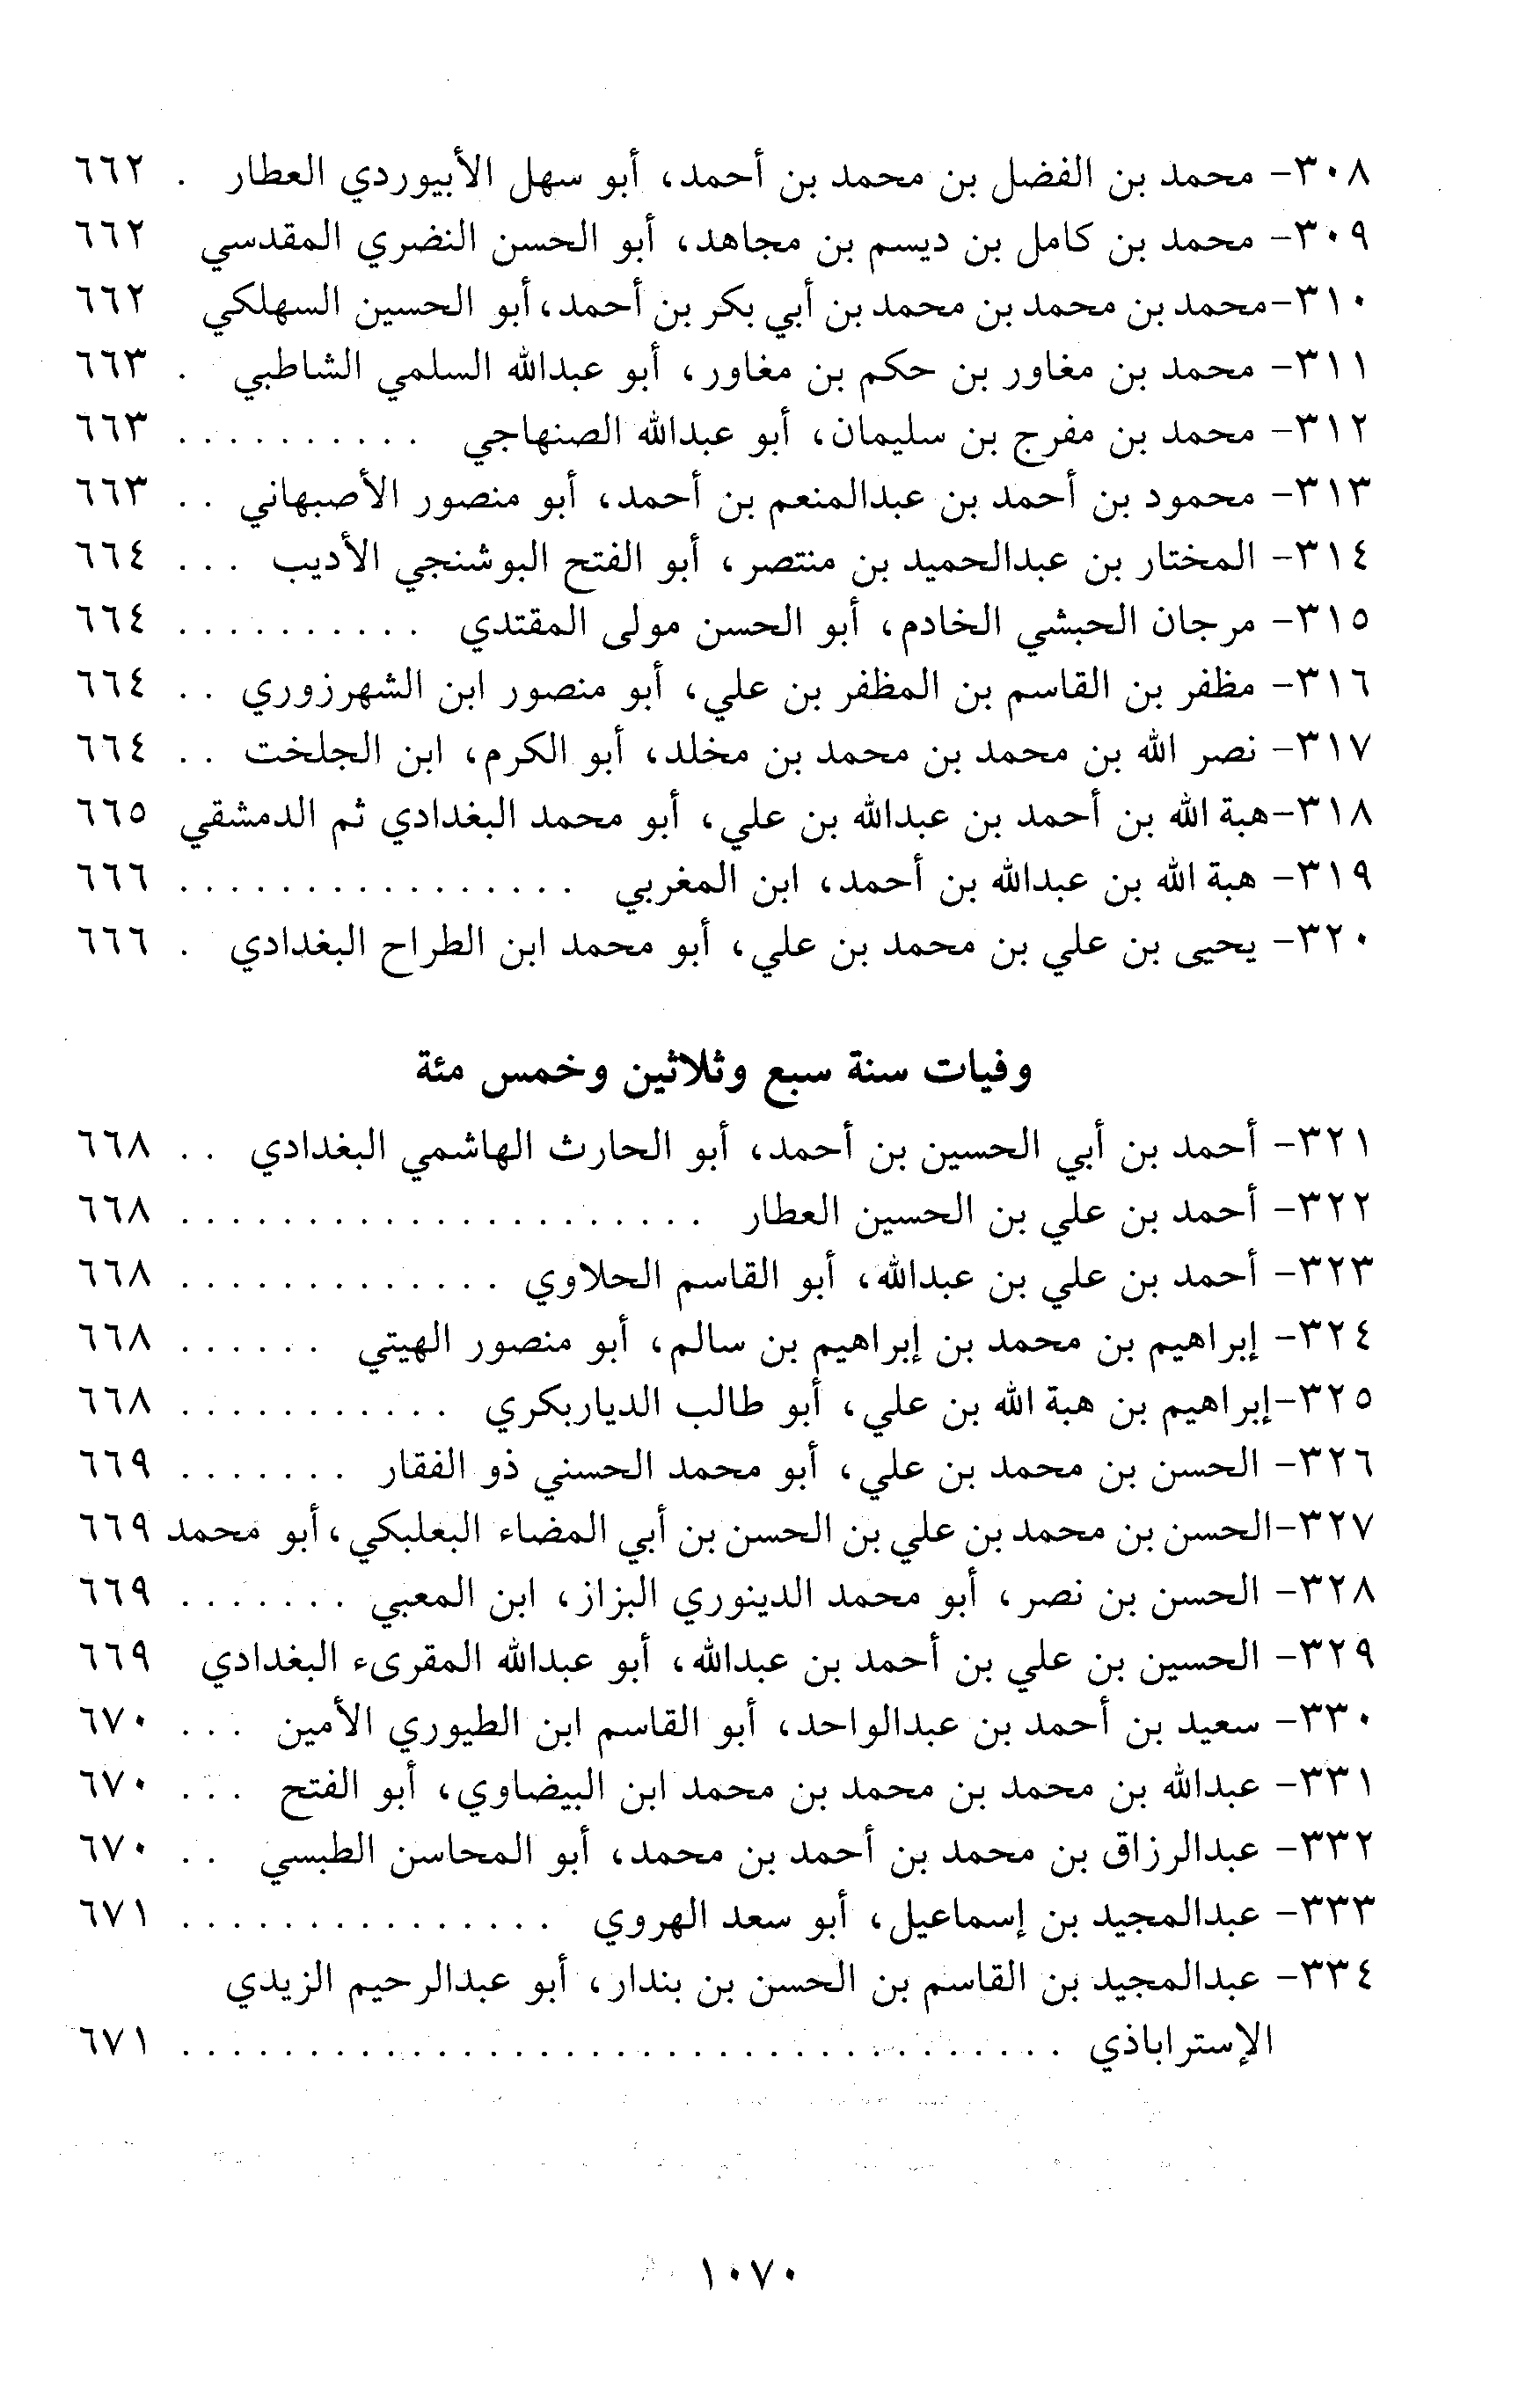 ٣٠٨- محمد بن الفضل بن محمد بن أحمد، أبو سهل الأبيوردي العطار . ٦٦٢
٣٠٩- محمد بن كامل بن ديسم بن مجاهد، أبو الحسن النضري المقدسي ٦٦٢
٣١٠-محمد بن محمد بن محمد بن أبي بكر بن أحمد،أبو الحسين السهلكي ٦٦٢
٣١١- محمد بن مغاور بن حكم بن مغاور، أبو عبدالله السلمي الشاطبي . ٦٦٣
٣١٢- محمد بن مفرج بن سليمان، أبو عبدالله الصنهاجي . . . . . . . . . . ٦٦٣
٣١٣- محمود بن أحمد بن عبدالمنعم بن أحمد، أبو منصور الأصبهاني . . ٦٦٣
٣١٤- المختار بن عبدالحميد بن منتصر، أبو الفتح البوشنجي الأديب . . . ٦٦٤
٣١٥- مرجان الحبشي الخادم، أبو الحسن مولى المقتدي . . . . . . . . . . ٦٦٤
٣١٦- مظفر بن القاسم بن المظفر بن علي، أبو منصور ابن الشهرزوري . . ٦٦٤
٣١٧- نصر الله بن محمد بن محمد بن مخلد، أبو الكرم، ابن الجلخت . . ٦٦٤
٣١٨-هبة الله بن أحمد بن عبدالله بن علي، أبو محمد البغدادي ثم الدمشقي ٦٦٥
٣١٩- هبة الله بن عبدالله بن أحمد، ابن المغربي . . . . . . . . . . . . . . . . ٦٦٦
٣٢٠- يحيى بن علي بن محمد بن علي، أبو محمد ابن الطراح البغدادي . ٦٦٦
وفيات سنة سبع وثلاثين وخمس مئة
٣٢١- أحمد بن أبي الحسين بن أحمد، أبو الحارث الهاشمي البغدادي . . ٦٦٨
٣٢٢- أحمد بن علي بن الحسين العطار . . . . . . . . . . . . . . . . . . . . . ٦٦٨
٣٢٣- أحمد بن علي بن عبدالله، أبو القاسم الحلاوي . . . . . . . . . . . . . ٦٦٨
٣٢٤- إبراهيم بن محمد بن إبراهيم بن سالم، أبو منصور الهيتي . . . . . . ٦٦٨
٣٢٥-إبراهيم بن هبة الله بن علي، أبو طالب الدياربكري . . . . . . . . . . . ٦٦٨
٣٢٦- الحسن بن محمد بن علي، أبو محمد الحسني ذو الفقار . . . . . . . ٦٦٩
٣٢٧-الحسن بن محمد بن علي بن الحسن بن أبي المضاء البعلبكي،أبو محمد ٦٦٩
٣٢٨- الحسن بن نصر، أبو محمد الدينوري البزاز، ابن المعبي . . . . . . . ٦٦٩
٣٢٩- الحسين بن علي بن أحمد بن عبدالله، أبو عبدالله المقرىء البغدادي ٦٦٩
٣٣٠- سعيد بن أحمد بن عبدالواحد، أبو القاسم ابن الطيوري الأمين . . . ٦٧٠
٣٣١- عبدالله بن محمد بن محمد بن محمد ابن البيضاوي، أبو الفتح . . . ٦٧٠
٣٣٢- عبدالرزاق بن محمد بن أحمد بن محمد، أبو المحاسن الطبسي . . ٦٧٠
٣٣٣- عبدالمجيد بن إسماعيل، أبو سعد الهروي . . . . . . . . . . . . . . . ٦٧١
٣٣٤- عبدالمجيد بن القاسم بن الحسن بن بندار، أبو عبدالرحيم الزيدي
الإستراباذي . . . . . . . . . . . . . . . . . . . . . . . . . . . . . . . . . . . ٦٧١
١٠٧٠